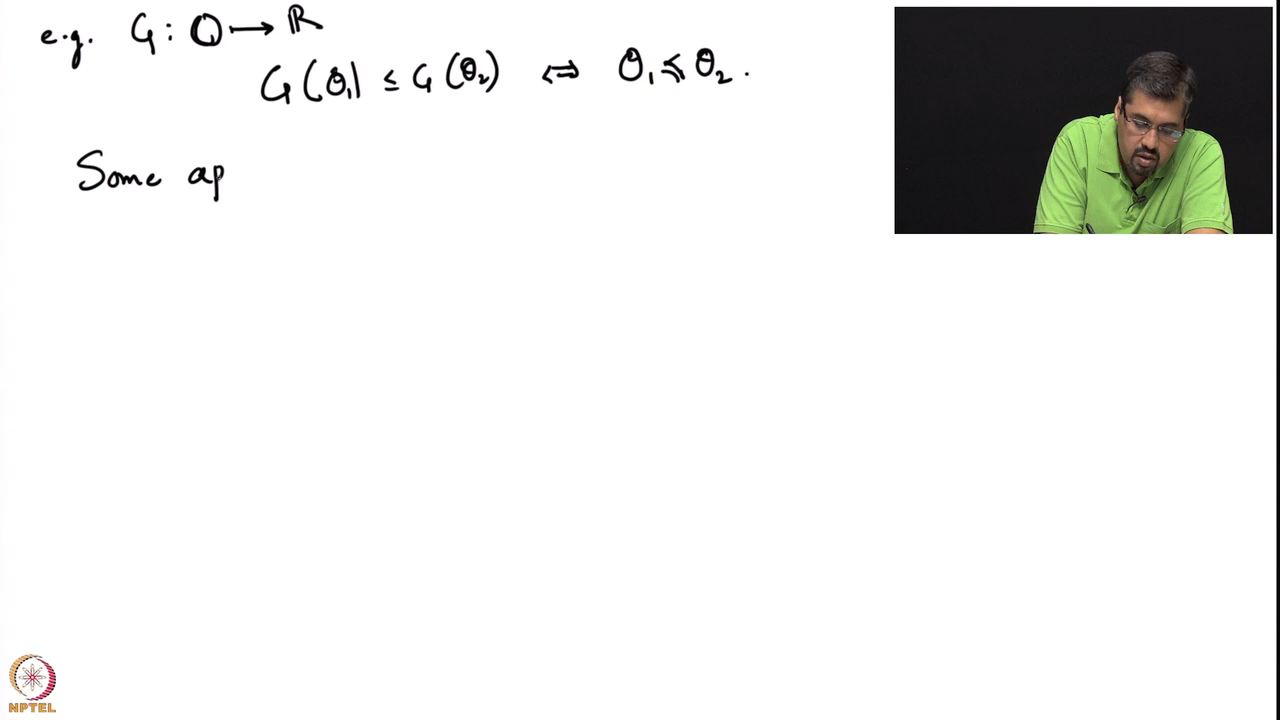 e.g. G : O → ℝ
G(θ₁) ≤ G(θ₂) ⇔ θ₁ ≼ θ₂.
Some ap
NPTEL